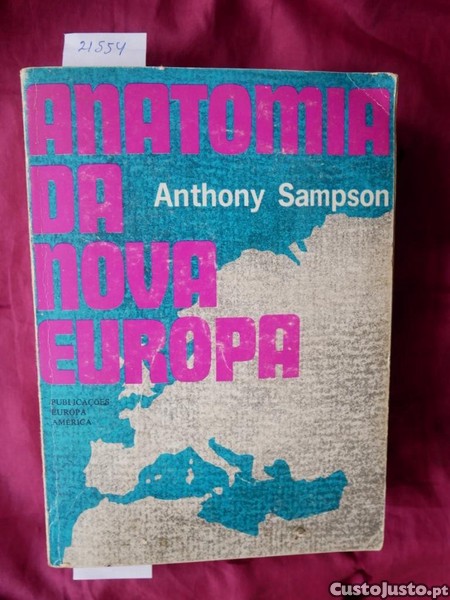 21554
ANATOMIA
DA
Anthony Sampson
NOVA
EUROPA
PUBLICAÇÕES
EUROPA
AMÉRICA
CustoJusto.pt